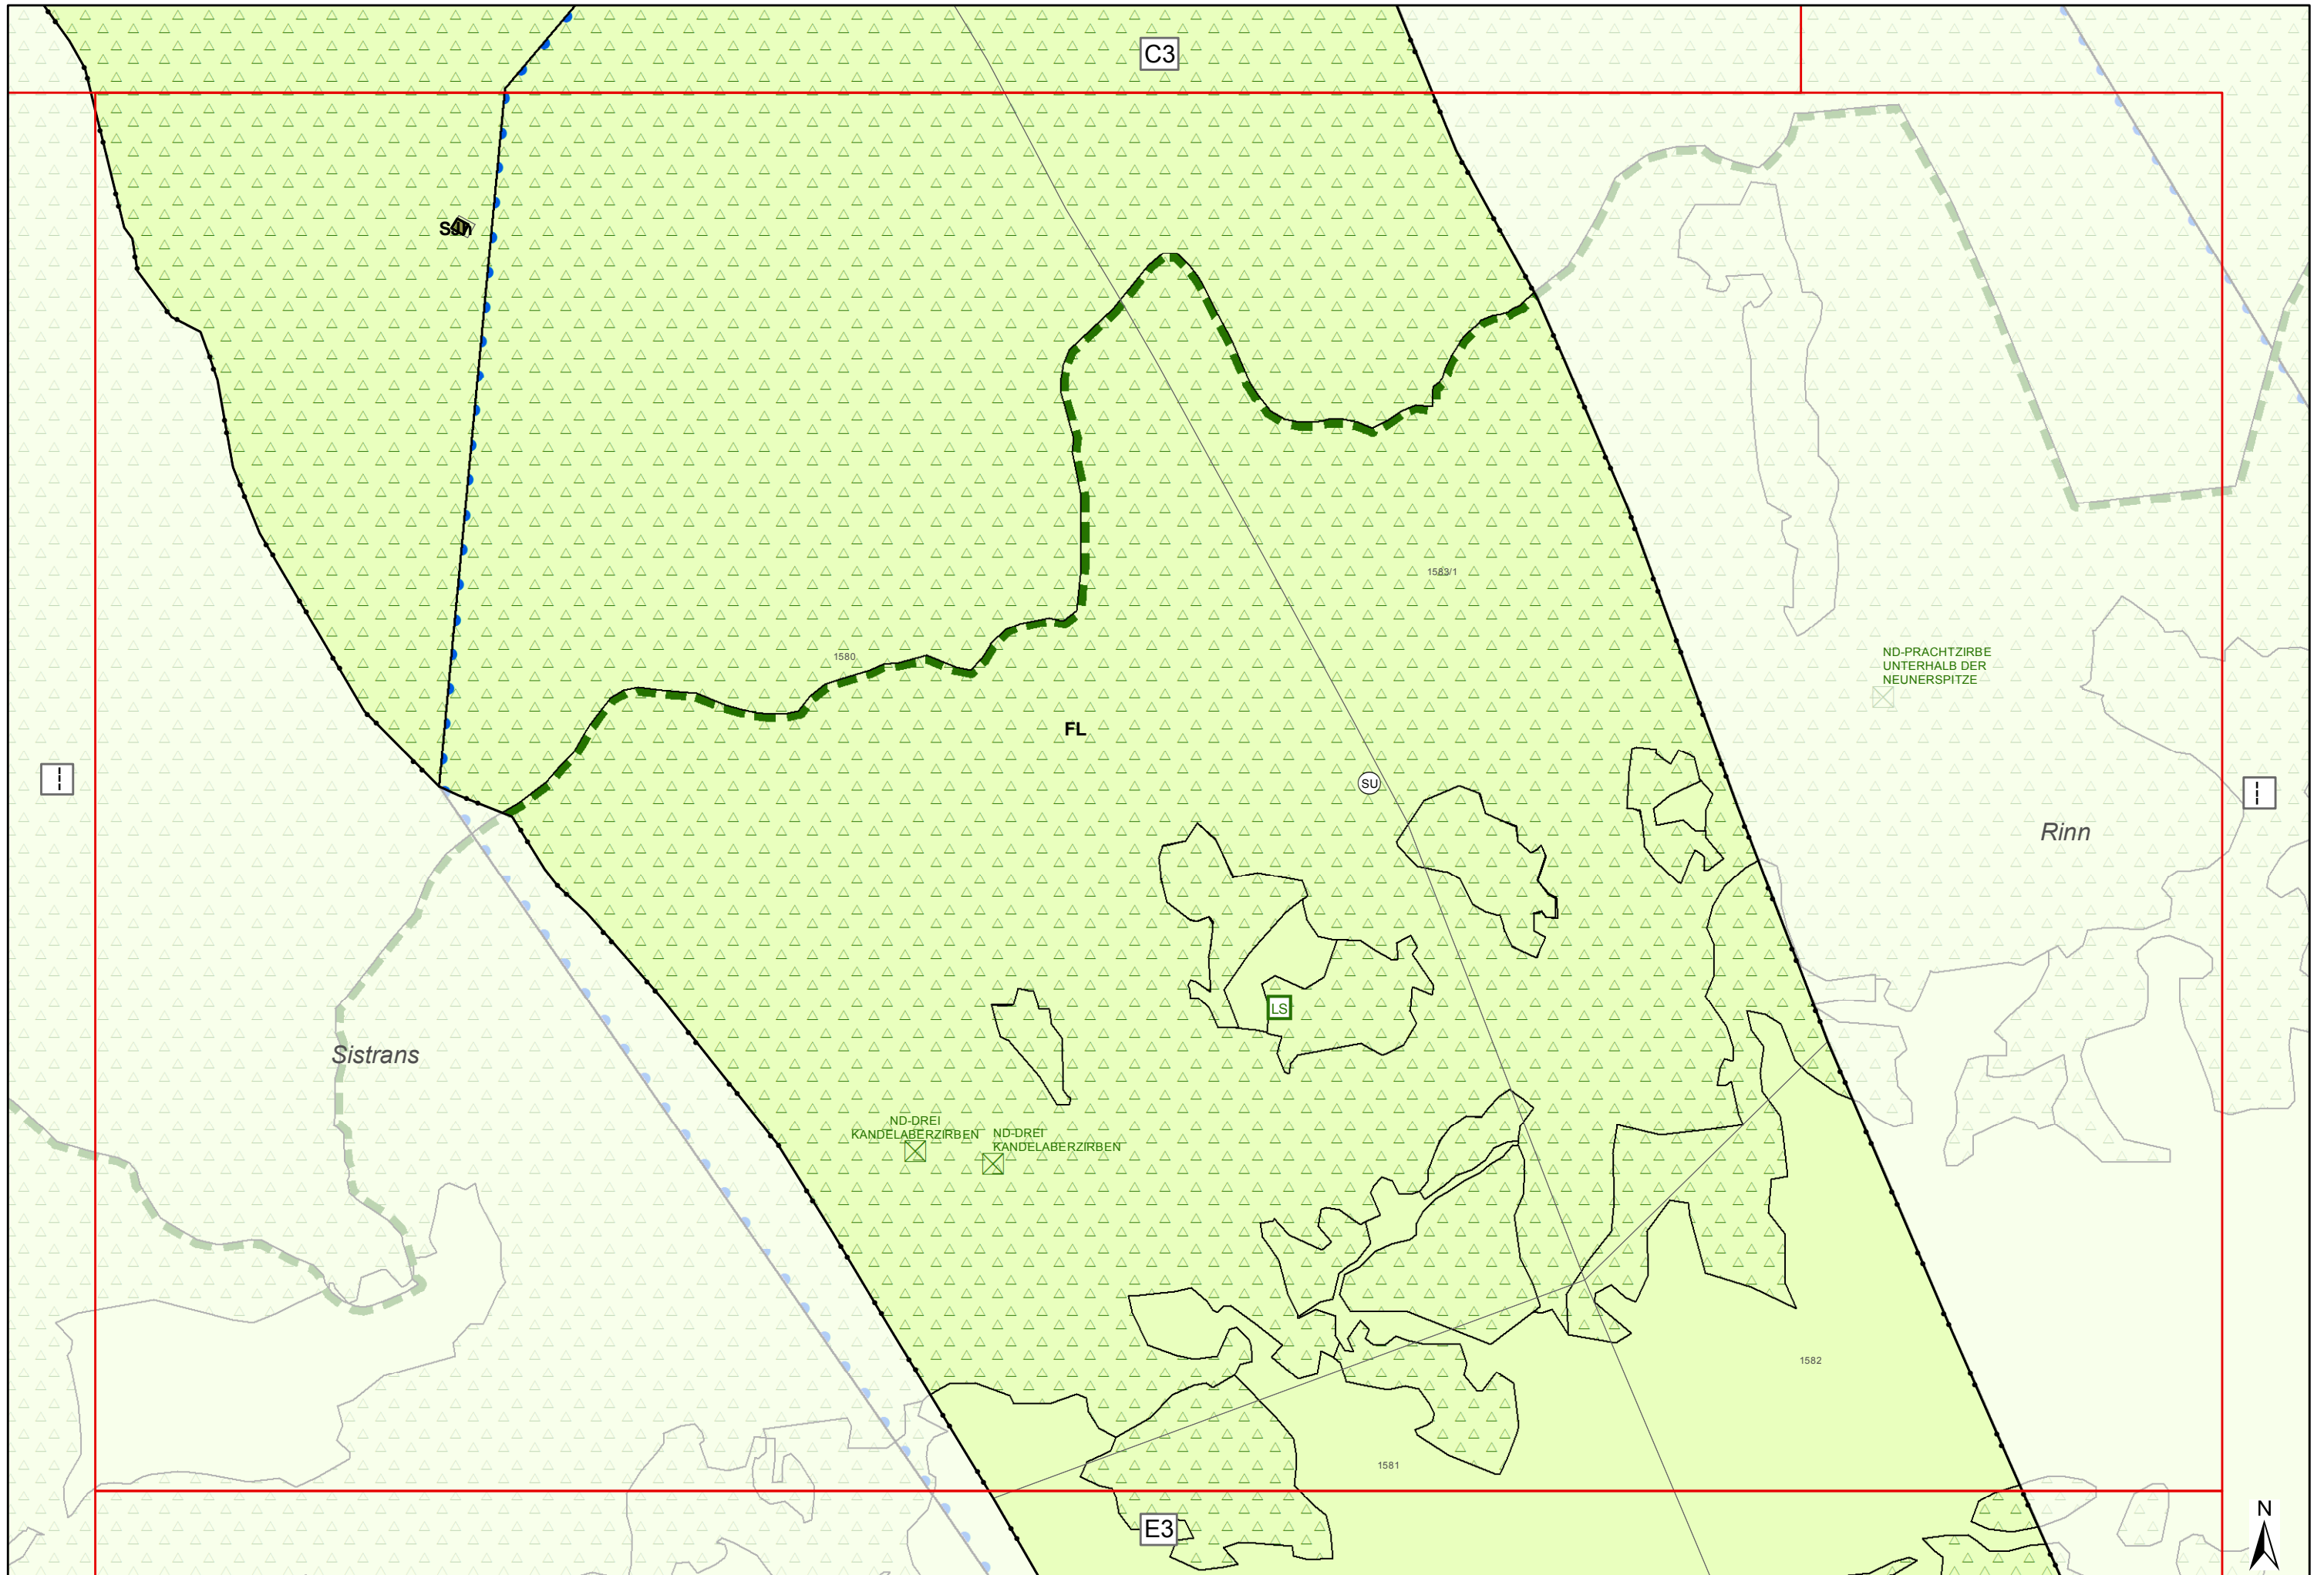 C3
1583/1
ND-PRACHTZIRBE
UNTERHALB DER
NEUNERSPITZE
1580
FL
SU
Rinn
LS
Sistrans
ND-DREI
KANDELABERZIRBEN
ND-DREI
KANDELABERZIRBEN
1582
1581
E3
N